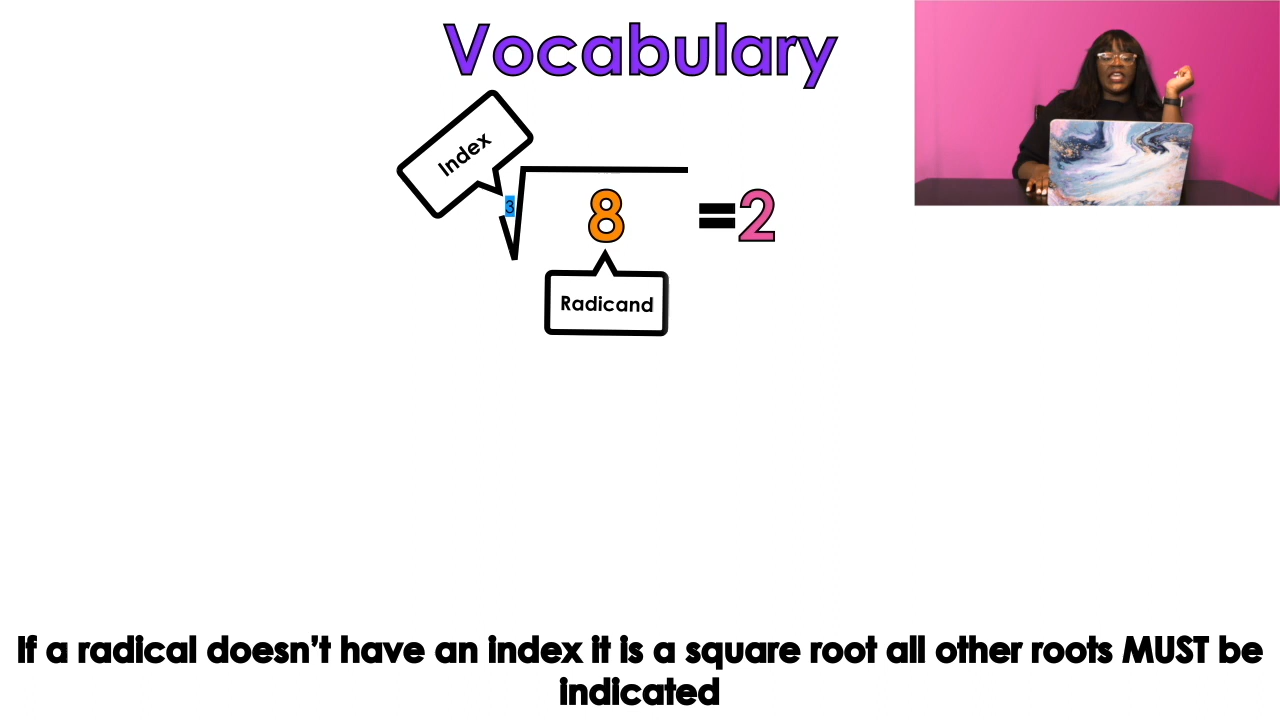 Vocabulary
Index
3
8
=2
Radicand
If a radical doesn’t have an index it is a square root all other roots MUST be
indicated